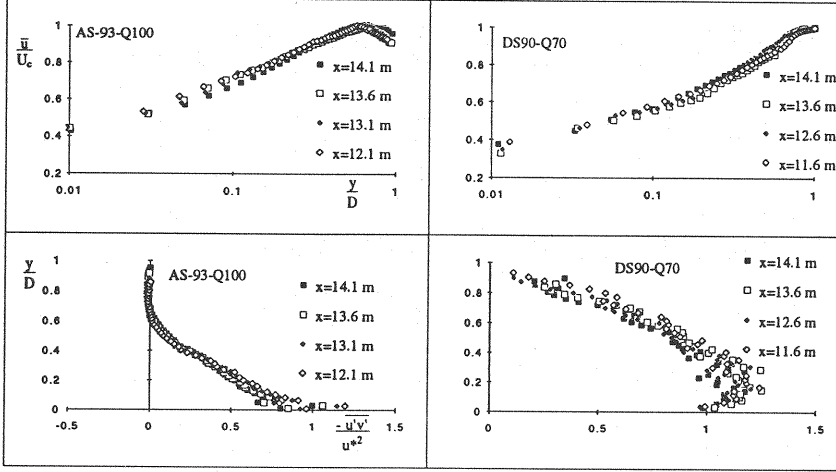 u̅
U_c
AS-93-Q100
1
0.8
0.6
0.4
0.2
x=14.1 m
x=13.6 m
x=13.1 m
x=12.1 m
0.01
0.1
1
y
D
DS90-Q70
1
0.8
0.6
0.4
0.2
x=14.1 m
x=13.6 m
x=12.6 m
x=11.6 m
0.01
0.1
1
y
D
AS-93-Q100
1
0.8
0.6
0.4
0.2
0
x=14.1 m
x=13.6 m
x=13.1 m
x=12.1 m
-0.5
0
0.5
1
1.5
- u'v'
u*2
DS90-Q70
1
0.8
0.6
0.4
0.2
0
x=14.1 m
x=13.6 m
x=12.6 m
x=11.6 m
0
0.5
1
1.5